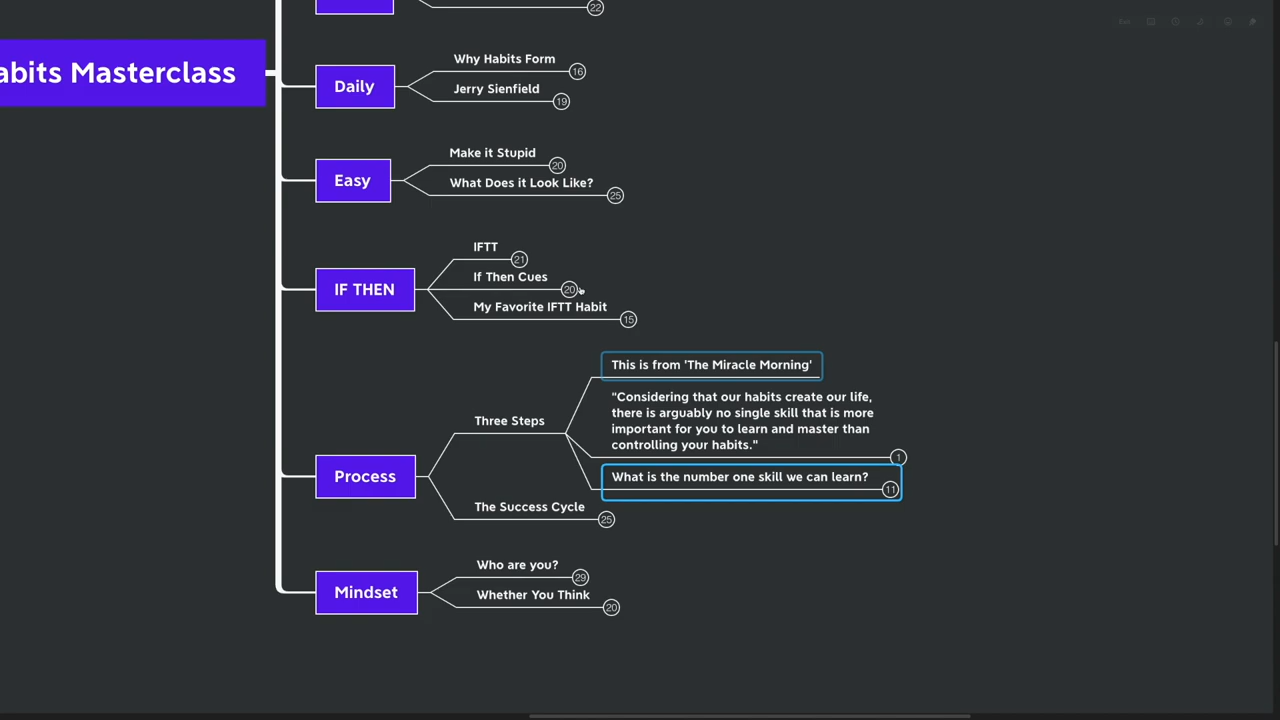 22
abits Masterclass
Daily
Why Habits Form
16
Jerry Sienfield
19
Easy
Make it Stupid
20
What Does it Look Like?
25
IF THEN
IFTT
21
If Then Cues
20
My Favorite IFTT Habit
15
Process
Three Steps
This is from 'The Miracle Morning'
"Considering that our habits create our life,
there is arguably no single skill that is more
important for you to learn and master than
controlling your habits."
1
What is the number one skill we can learn?
11
The Success Cycle
25
Mindset
Who are you?
29
Whether You Think
20